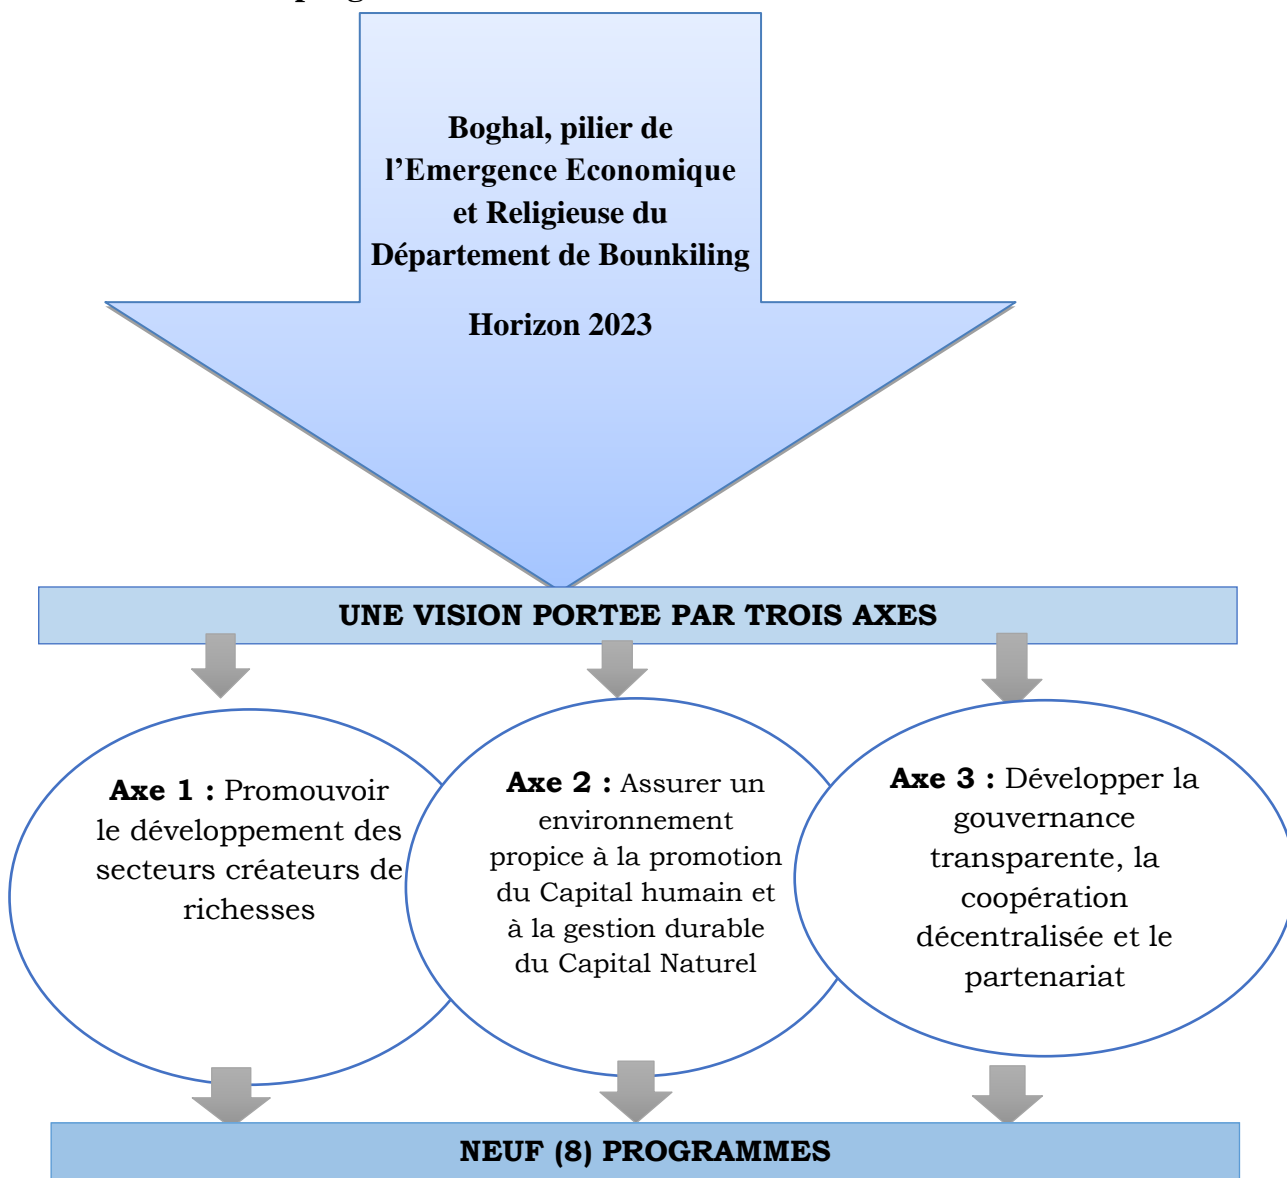 Boghal, pilier de
l’Emergence Economique
et Religieuse du
Département de Bounkiling
Horizon 2023
UNE VISION PORTEE PAR TROIS AXES
Axe 1 : Promouvoir
le développement des
secteurs créateurs de
richesses
Axe 2 : Assurer un
environnement
propice à la promotion
du Capital humain et
à la gestion durable
du Capital Naturel
Axe 3 : Développer la
gouvernance
transparente, la
coopération
décentralisée et le
partenariat
NEUF (8) PROGRAMMES